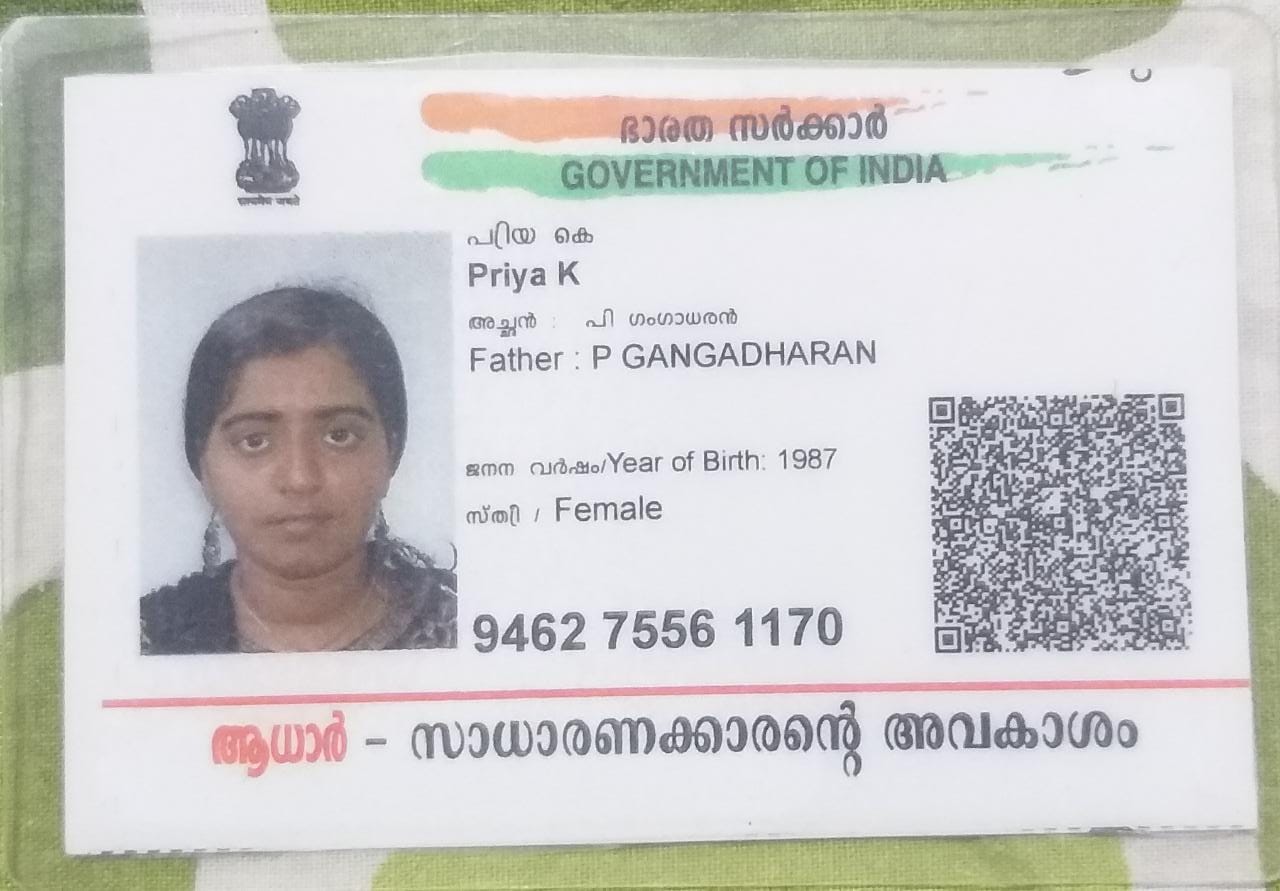 सत्यमेव जयते
ഭാരത സർക്കാർ
GOVERNMENT OF INDIA
പ്രിയ കെ
Priya K
അച്ഛൻ : പി ഗംഗാധരൻ
Father : P GANGADHARAN
ജനന വർഷം/Year of Birth: 1987
സ്ത്രീ / Female
9462 7556 1170
ആധാർ - സാധാരണക്കാരന്റെ അവകാശം